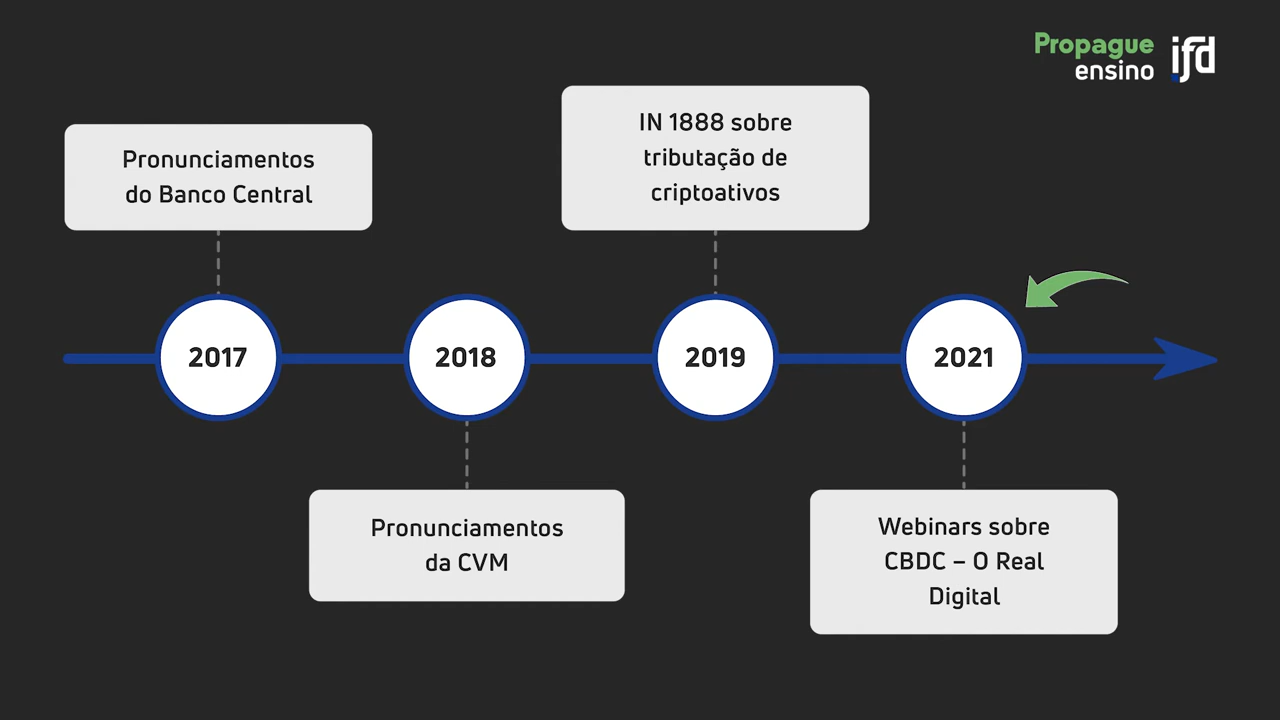 Propague
ensino
ifd
Pronunciamentos
do Banco Central
IN 1888 sobre
tributação de
criptoativos
2017
2018
2019
2021
Pronunciamentos
da CVM
Webinars sobre
CBDC – O Real
Digital